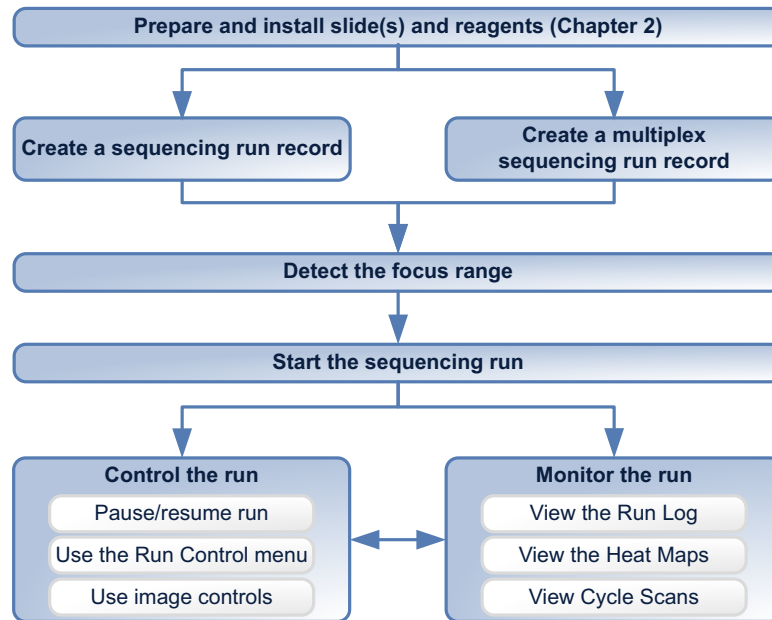 Prepare and install slide(s) and reagents (Chapter 2)
Create a sequencing run record
Create a multiplex
sequencing run record
Detect the focus range
Start the sequencing run
Control the run
Pause/resume run
Use the Run Control menu
Use image controls
Monitor the run
View the Run Log
View the Heat Maps
View Cycle Scans